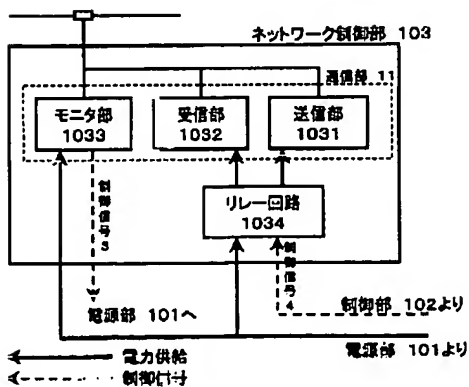 ネットワーク制御部 103
通信部 11
モニタ部
1033
受信部
1032
送信部
1031
リレー回路
1034
制御信号3
制御信号4
電源部 101へ
制御部 102より
電源部 101より
電力供給
制御信号